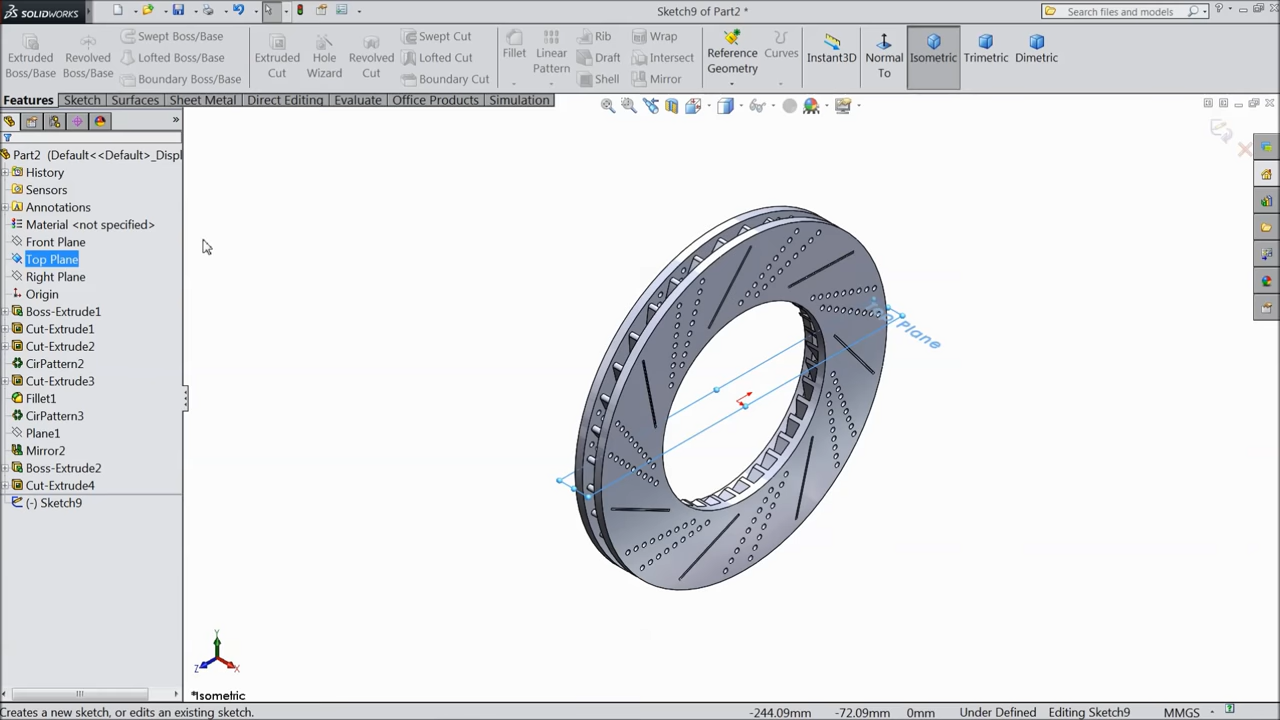 SOLIDWORKS
Sketch9 of Part2 *
Search files and models
Extruded Boss/Base
Revolved Boss/Base
Swept Boss/Base
Lofted Boss/Base
Boundary Boss/Base
Extruded Cut
Hole Wizard
Revolved Cut
Swept Cut
Lofted Cut
Boundary Cut
Fillet
Linear Pattern
Rib
Draft
Shell
Wrap
Intersect
Mirror
Reference Geometry
Curves
Instant3D
Normal To
Isometric
Trimetric
Dimetric
Features
Sketch
Surfaces
Sheet Metal
Direct Editing
Evaluate
Office Products
Simulation
Part2 (Default<<Default>_Displ
History
Sensors
Annotations
Material <not specified>
Front Plane
Top Plane
Right Plane
Origin
Boss-Extrude1
Cut-Extrude1
Cut-Extrude2
CirPattern2
Cut-Extrude3
Fillet1
CirPattern3
Plane1
Mirror2
Boss-Extrude2
Cut-Extrude4
(-) Sketch9
Top Plane
Y
Z
X
*Isometric
Creates a new sketch, or edits an existing sketch.
-244.09mm
-72.09mm
0mm
Under Defined
Editing Sketch9
MMGS